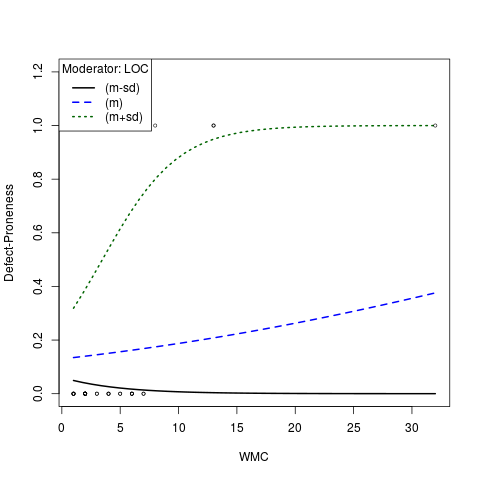 Moderator: LOC
(m-sd)
(m)
(m+sd)
Defect-Proneness
1.2
1.0
0.8
0.6
0.4
0.2
0.0
0 5 10 15 20 25 30
WMC